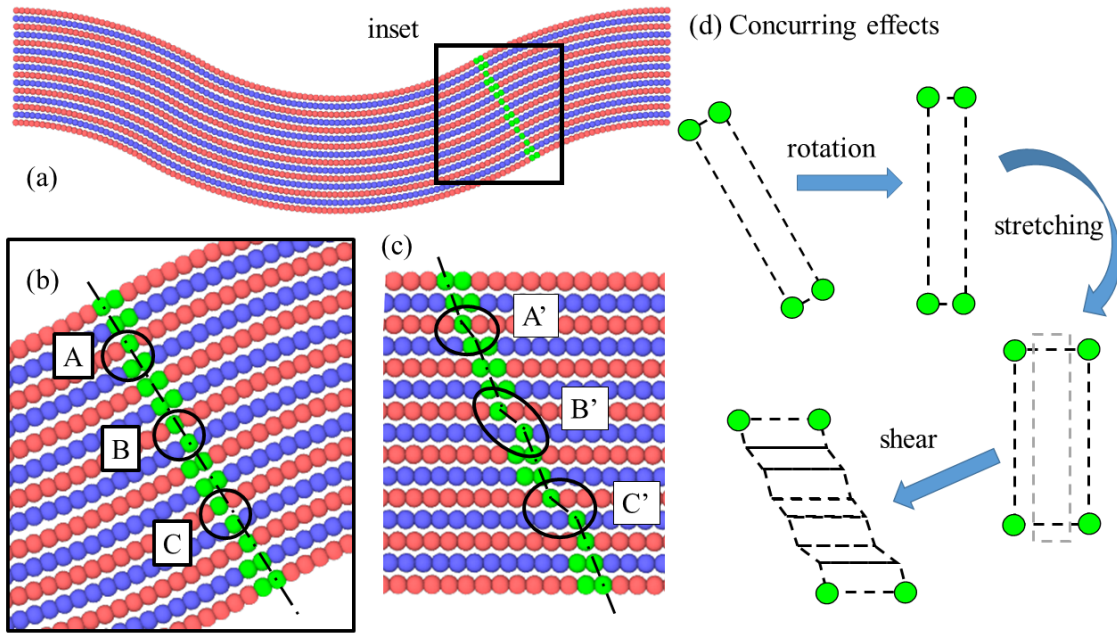 inset
(d) Concurring effects
(a)
rotation
stretching
(b)
(c)
A
A'
B
B'
C
C'
shear